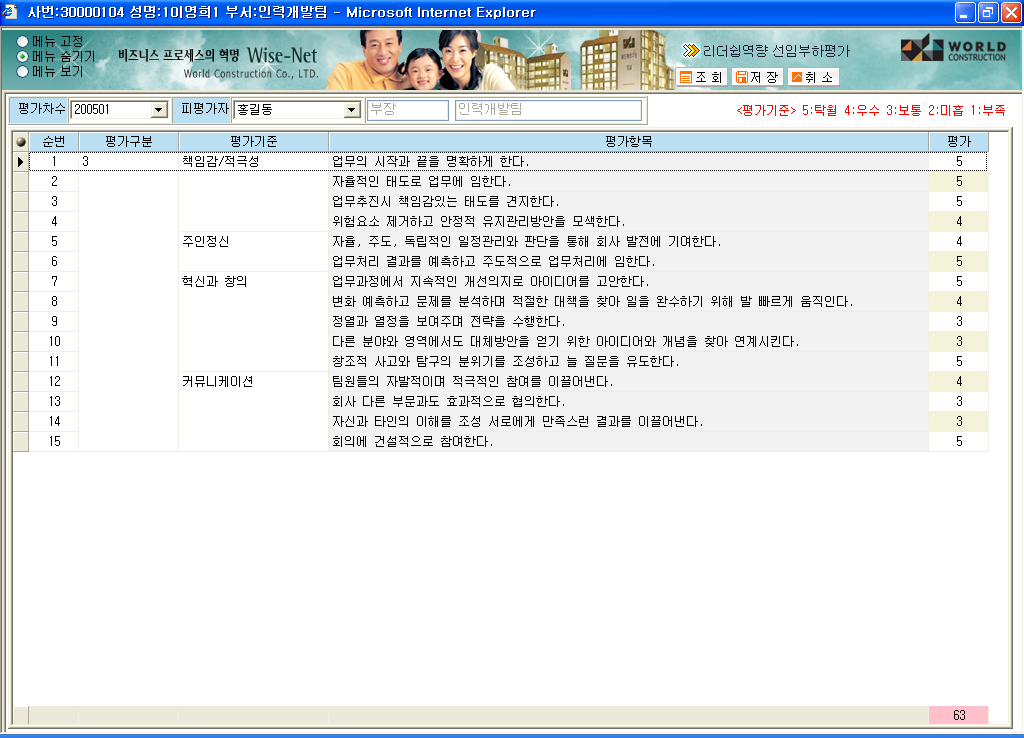 사번:30000104 성명:10이영희1 부서:인력개발팀 - Microsoft Internet Explorer
메뉴 고정
메뉴 숨기기
메뉴 보기
비즈니스 프로세스의 혁명 Wise-Net
World Construction Co., LTD.
리더쉽역량 선임부하평가
조 회 저 장 취 소
WORLD
CONSTRUCTION
평가차수 200501 피평가자 홍길동 부장 인력개발팀 <평가기준> 5:탁월 4:우수 3:보통 2:미흡 1:부족
순번 평가구분 평가기준 평가항목 평가
1 3 책임감/적극성 업무의 시작과 끝을 명확하게 한다. 5
2 자율적인 태도로 업무에 임한다. 5
3 업무추진시 책임감있는 태도를 견지한다. 5
4 위험요소 제거하고 안정적 유지관리방안을 모색한다. 4
5 주인정신 자율, 주도, 독립적인 일정관리와 판단을 통해 회사 발전에 기여한다. 4
6 업무처리 결과를 예측하고 주도적으로 업무처리에 임한다. 5
7 혁신과 창의 업무과정에서 지속적인 개선의지로 아이디어를 고안한다. 5
8 변화 예측하고 문제를 분석하며 적절한 대책을 찾아 일을 완수하기 위해 발 빠르게 움직인다. 4
9 정열과 열정을 보여주며 전략을 수행한다. 3
10 다른 분야와 영역에서도 대체방안을 얻기 위한 아이디어와 개념을 찾아 연계시킨다. 3
11 창조적 사고와 탐구의 분위기를 조성하고 늘 질문을 유도한다. 5
12 커뮤니케이션 팀원들의 자발적이며 적극적인 참여를 이끌어낸다. 4
13 회사 다른 부문과도 효과적으로 협의한다. 3
14 자신과 타인의 이해를 조성 서로에게 만족스런 결과를 이끌어낸다. 3
15 회의에 건설적으로 참여한다. 5
63